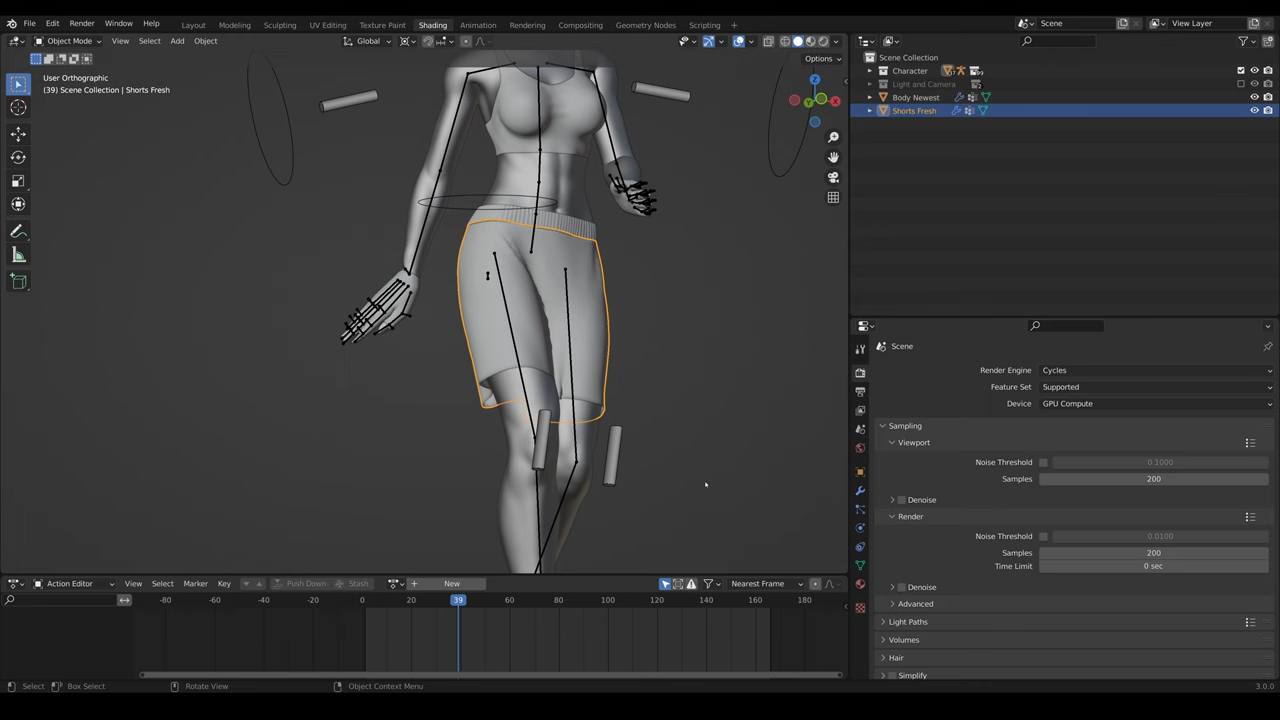 File Edit Render Window Help Layout Modeling Sculpting UV Editing Texture Paint Shading Animation Rendering Compositing Geometry Nodes Scripting + Scene View Layer
Object Mode View Select Add Object Global
Options
User Orthographic
(39) Scene Collection | Shorts Fresh
Scene Collection
Character
Light and Camera
Body Newest
Shorts Fresh
Scene
Render Engine Cycles
Feature Set Supported
Device GPU Compute
Sampling
Viewport
Noise Threshold 0.1000
Samples 200
Denoise
Render
Noise Threshold 0.0100
Samples 200
Time Limit 0 sec
Denoise
Advanced
Light Paths
Volumes
Hair
Simplify
Action Editor View Select Marker Key Push Down Stash + New Nearest Frame
-80 -60 -40 -20 0 20 39 60 80 100 120 140 160 180
Select Box Select Rotate View Object Context Menu 3.0.0